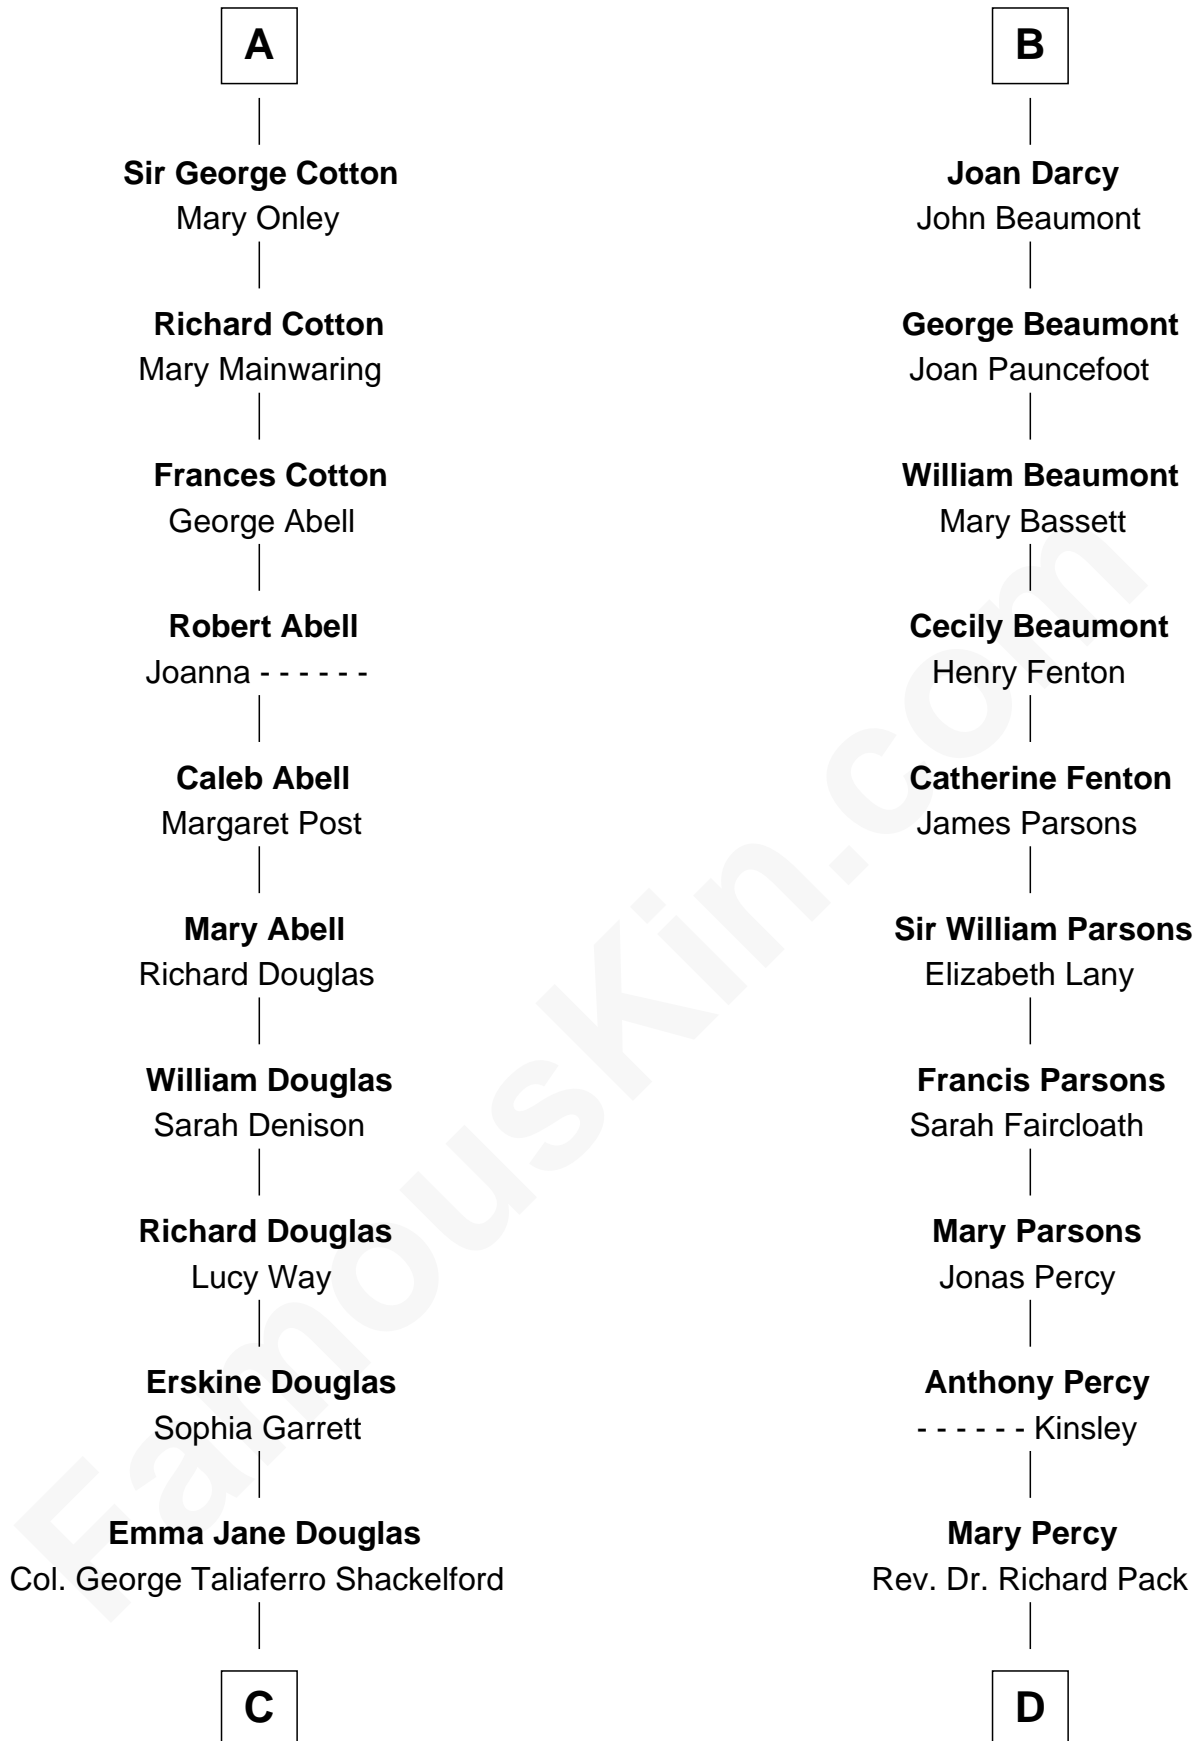 A
Sir George Cotton
Mary Onley
Richard Cotton
Mary Mainwaring
Frances Cotton
George Abell
Robert Abell
Joanna - - - - - -
Caleb Abell
Margaret Post
Mary Abell
Richard Douglas
William Douglas
Sarah Denison
Richard Douglas
Lucy Way
Erskine Douglas
Sophia Garrett
Emma Jane Douglas
Col. George Taliaferro Shackelford
C
B
Joan Darcy
John Beaumont
George Beaumont
Joan Pauncefoot
William Beaumont
Mary Bassett
Cecily Beaumont
Henry Fenton
Catherine Fenton
James Parsons
Sir William Parsons
Elizabeth Lany
Francis Parsons
Sarah Faircloath
Mary Parsons
Jonas Percy
Anthony Percy
- - - - - - Kinsley
Mary Percy
Rev. Dr. Richard Pack
D
FamousKin.com